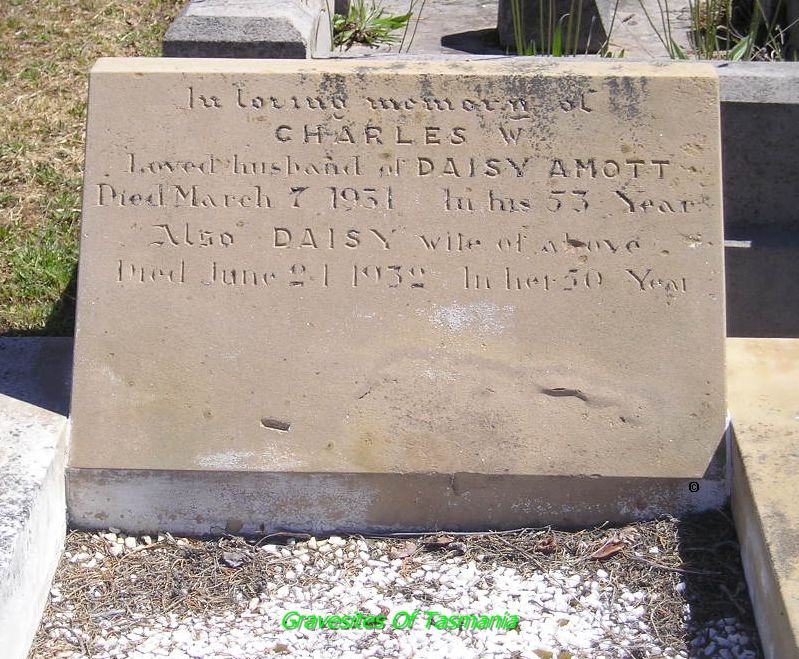 In loving memory of
CHARLES W
Loved husband of DAISY AMOTT
Died March 7 1931 In his 53 Year
Also DAISY wife of above
Died June 21 1932 In her 50 Year
Gravesites Of Tasmania